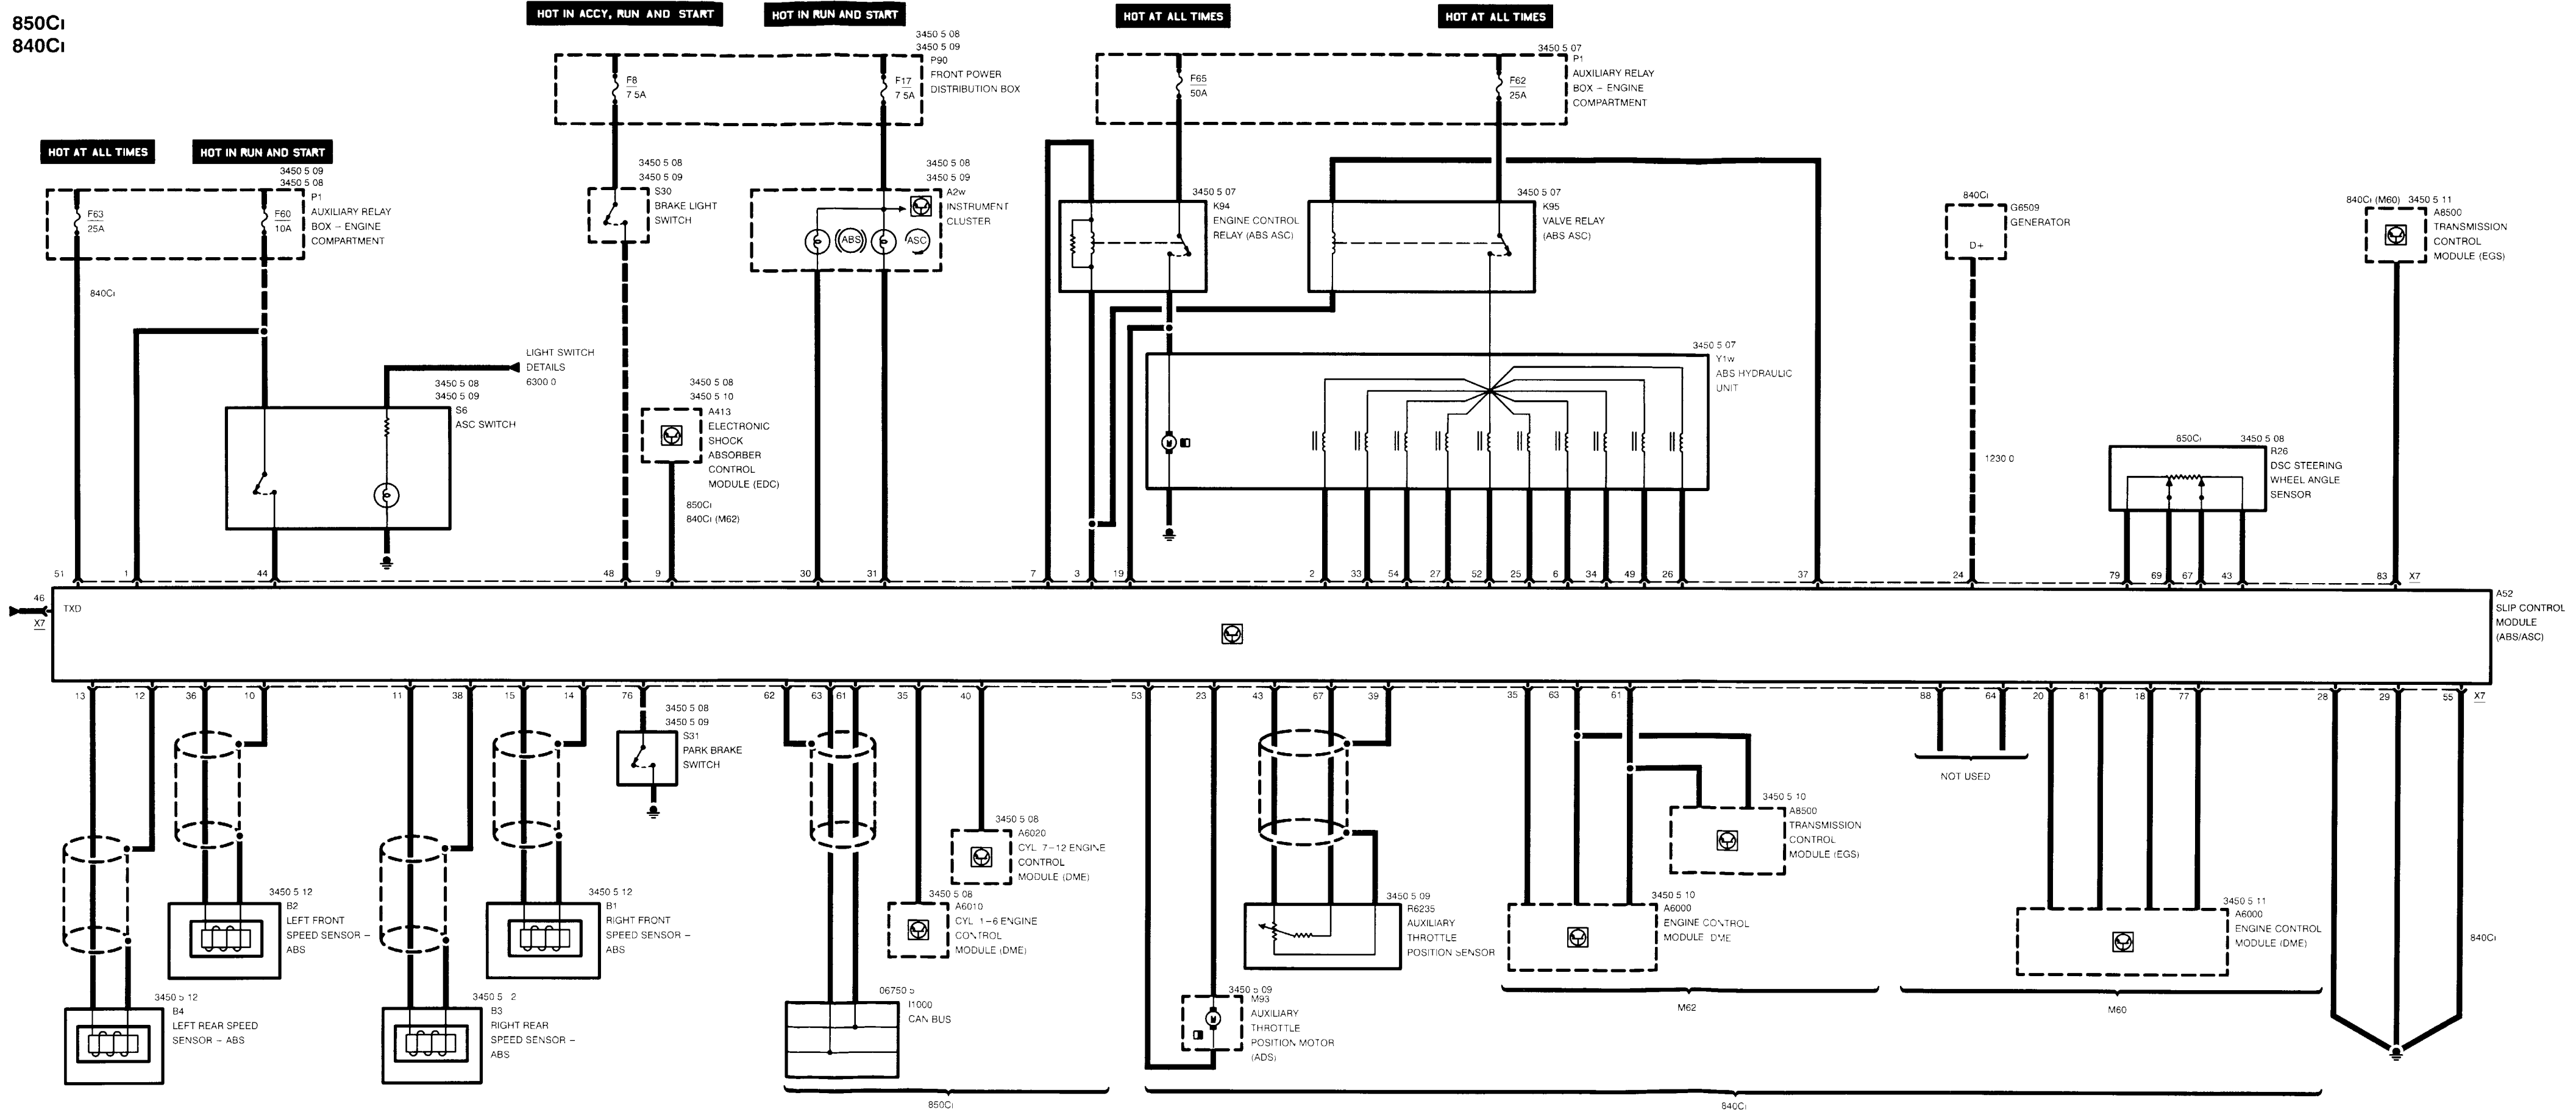 850Ci
840Ci
HOT IN ACCY, RUN AND START
HOT IN RUN AND START
HOT AT ALL TIMES
HOT AT ALL TIMES
3450 5 08
3450 5 09
P90
FRONT POWER
DISTRIBUTION BOX
F8
7 5A
F17
7 5A
F65
50A
F62
25A
3450 5 07
P1
AUXILIARY RELAY
BOX – ENGINE
COMPARTMENT
HOT AT ALL TIMES
HOT IN RUN AND START
3450 5 09
3450 5 08
P1
AUXILIARY RELAY
BOX – ENGINE
COMPARTMENT
F63
25A
F60
10A
840Ci
3450 5 08
3450 5 09
S30
BRAKE LIGHT
SWITCH
3450 5 08
3450 5 09
A2w
INSTRUMENT
CLUSTER
ABS
ASC
3450 5 07
K94
ENGINE CONTROL
RELAY (ABS ASC)
3450 5 07
K95
VALVE RELAY
(ABS ASC)
840Ci
G6509
GENERATOR
D+
840Ci (M60) 3450 5 11
A8500
TRANSMISSION
CONTROL
MODULE (EGS)
LIGHT SWITCH
DETAILS
6300 0
3450 5 08
3450 5 09
S6
ASC SWITCH
3450 5 08
3450 5 10
A413
ELECTRONIC
SHOCK
ABSORBER
CONTROL
MODULE (EDC)
850Ci
840Ci (M62)
3450 5 07
Y1w
ABS HYDRAULIC
UNIT
M
1230 0
850Ci 3450 5 08
R26
DSC STEERING
WHEEL ANGLE
SENSOR
51 1 44 48 9 30 31 7 3 19 2 33 54 27 52 25 6 34 49 26 37 24 79 69 67 43 83 X7
46
X7
TXD
A52
SLIP CONTROL
MODULE
(ABS/ASC)
13 12 36 10 11 38 15 14 76 62 63 61 35 40 53 23 43 67 39 35 63 61 88 64 20 81 18 77 28 29 55 X7
3450 5 08
3450 5 09
S31
PARK BRAKE
SWITCH
NOT USED
3450 5 10
A8500
TRANSMISSION
CONTROL
MODULE (EGS)
3450 5 08
A6020
CYL 7–12 ENGINE
CONTROL
MODULE (DME)
3450 5 08
A6010
CYL 1–6 ENGINE
CONTROL
MODULE (DME)
3450 5 12
B2
LEFT FRONT
SPEED SENSOR –
ABS
3450 5 12
B1
RIGHT FRONT
SPEED SENSOR –
ABS
3450 5 09
R6235
AUXILIARY
THROTTLE
POSITION SENSOR
3450 5 10
A6000
ENGINE CONTROL
MODULE DME
3450 5 11
A6000
ENGINE CONTROL
MODULE (DME)
840Ci
3450 5 12
B4
LEFT REAR SPEED
SENSOR – ABS
3450 5 2
B3
RIGHT REAR
SPEED SENSOR –
ABS
06750 5
I1000
CAN BUS
3450 5 09
M93
AUXILIARY
THROTTLE
POSITION MOTOR
(ADS)
M
M62
M60
850Ci
840Ci